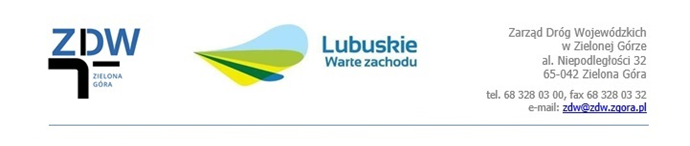 ZDW
ZIELONA
GÓRA
Lubuskie
Warte zachodu
Zarząd Dróg Wojewódzkich
w Zielonej Górze
al. Niepodległości 32
65-042 Zielona Góra
tel. 68 328 03 00, fax 68 328 03 32
e-mail: zdw@zdw.zgora.pl